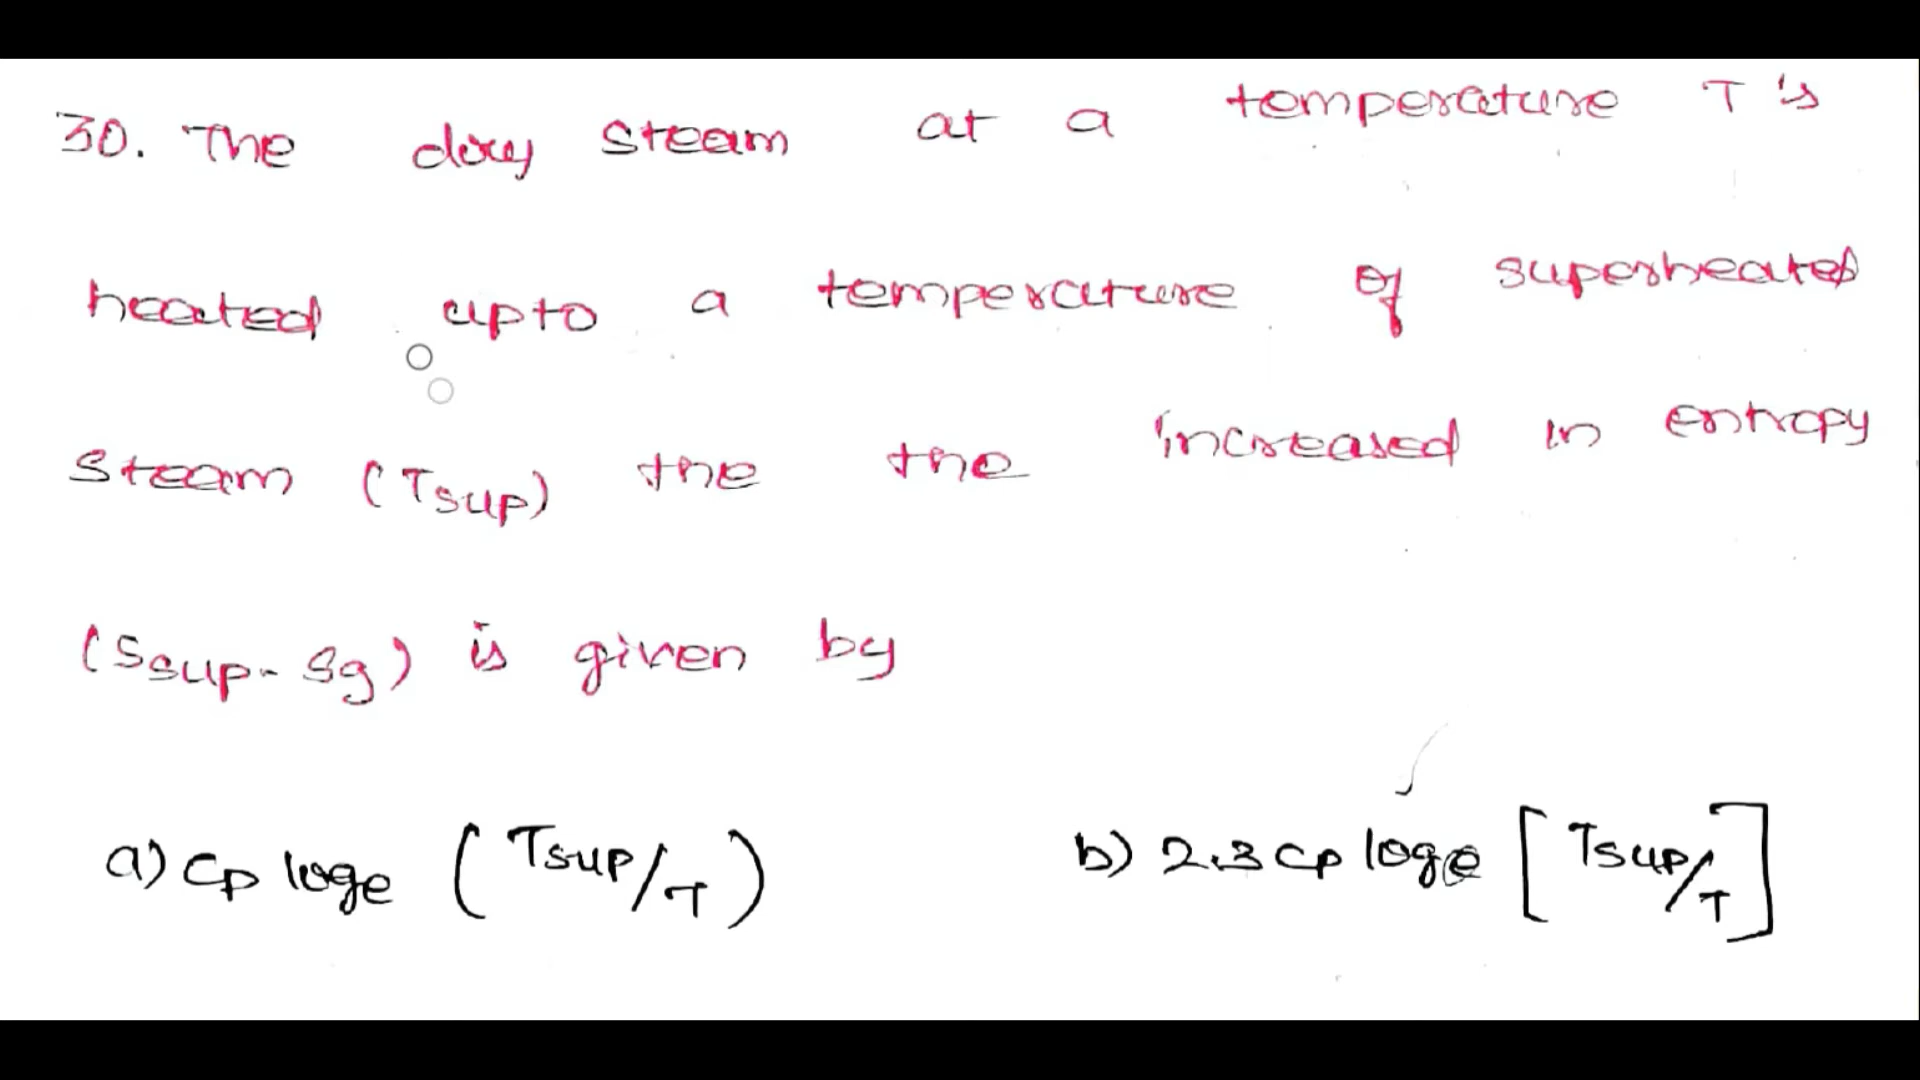 30. The dry steam at a temperature T is
heated upto a temperature of superheated
steam (Tsup) the the increased in entropy
(Ssup - Sg) is given by
a) Cp loge (Tsup/T) b) 2.3 Cp loge [Tsup/T]